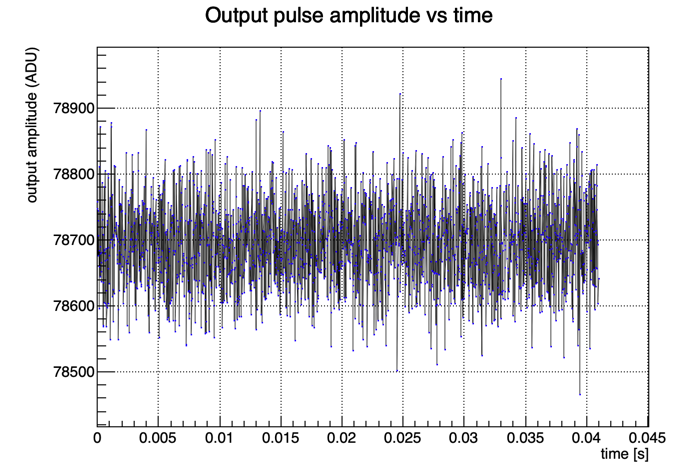 Output pulse amplitude vs time
output amplitude (ADU)
78900
78800
78700
78600
78500
0 0.005 0.01 0.015 0.02 0.025 0.03 0.035 0.04 0.045
time [s]